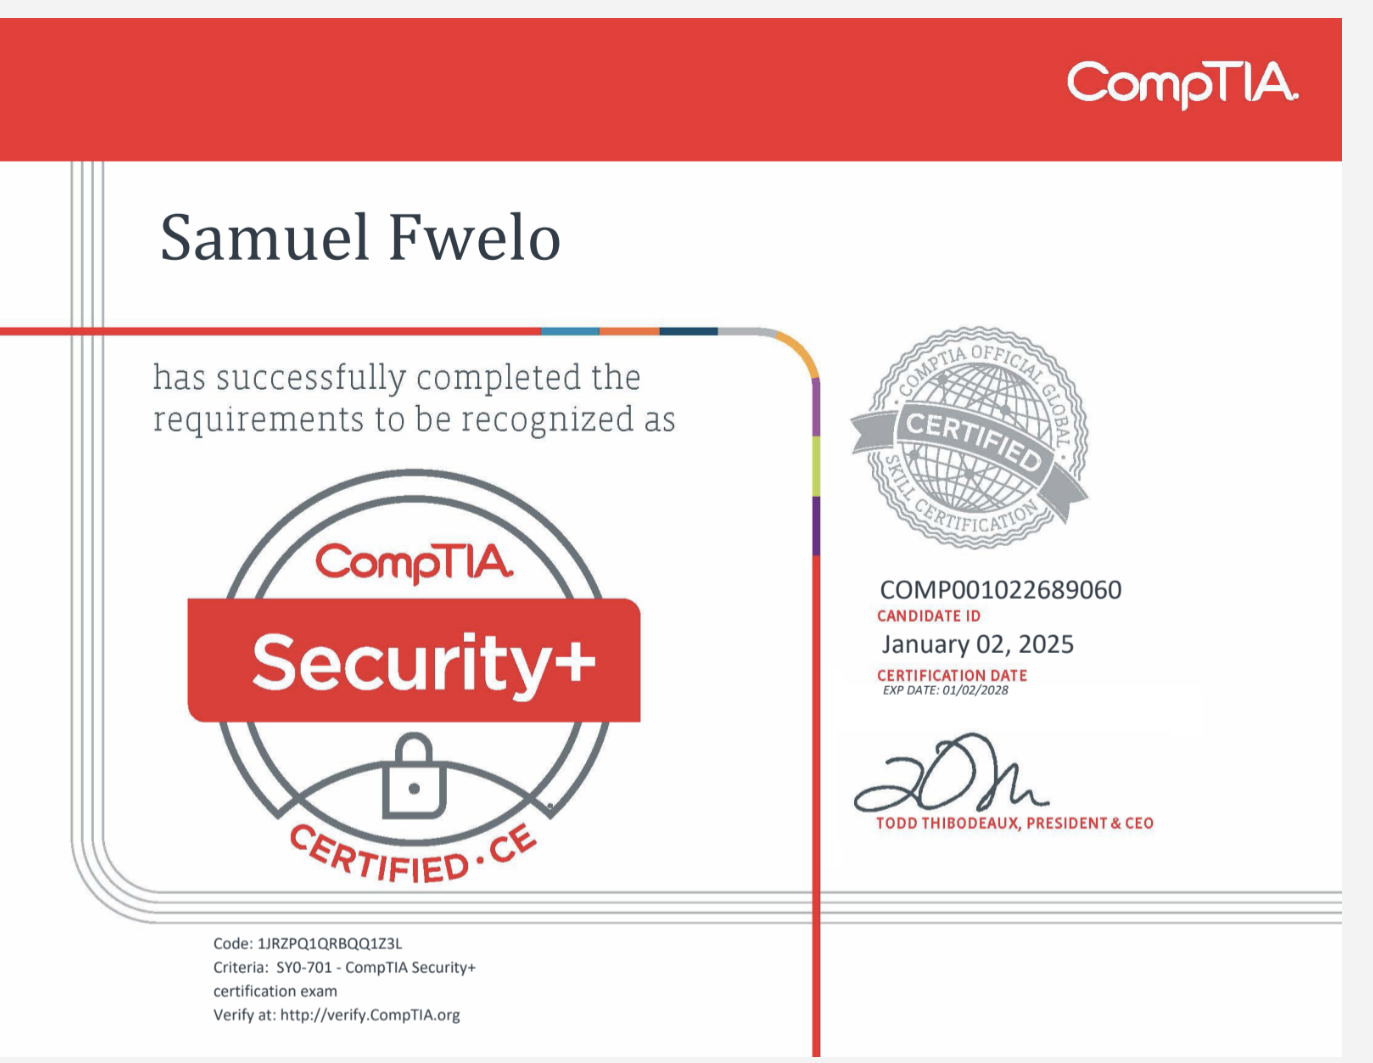 CompTIA.
Samuel Fwelo
has successfully completed the
requirements to be recognized as
CompTIA.
Security+
CERTIFIED · CE
· COMPTIA OFFICIAL GLOBAL ·
CERTIFIED
SKILL CERTIFICATION
COMP001022689060
CANDIDATE ID
January 02, 2025
CERTIFICATION DATE
EXP DATE: 01/02/2028
TODD THIBODEAUX, PRESIDENT & CEO
Code: 1JRZPQ1QRBQQ1Z3L
Criteria: SY0-701 - CompTIA Security+
certification exam
Verify at: http://verify.CompTIA.org